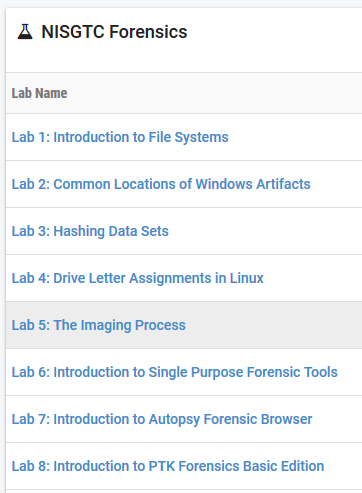 NISGTC Forensics
Lab Name
Lab 1: Introduction to File Systems
Lab 2: Common Locations of Windows Artifacts
Lab 3: Hashing Data Sets
Lab 4: Drive Letter Assignments in Linux
Lab 5: The Imaging Process
Lab 6: Introduction to Single Purpose Forensic Tools
Lab 7: Introduction to Autopsy Forensic Browser
Lab 8: Introduction to PTK Forensics Basic Edition